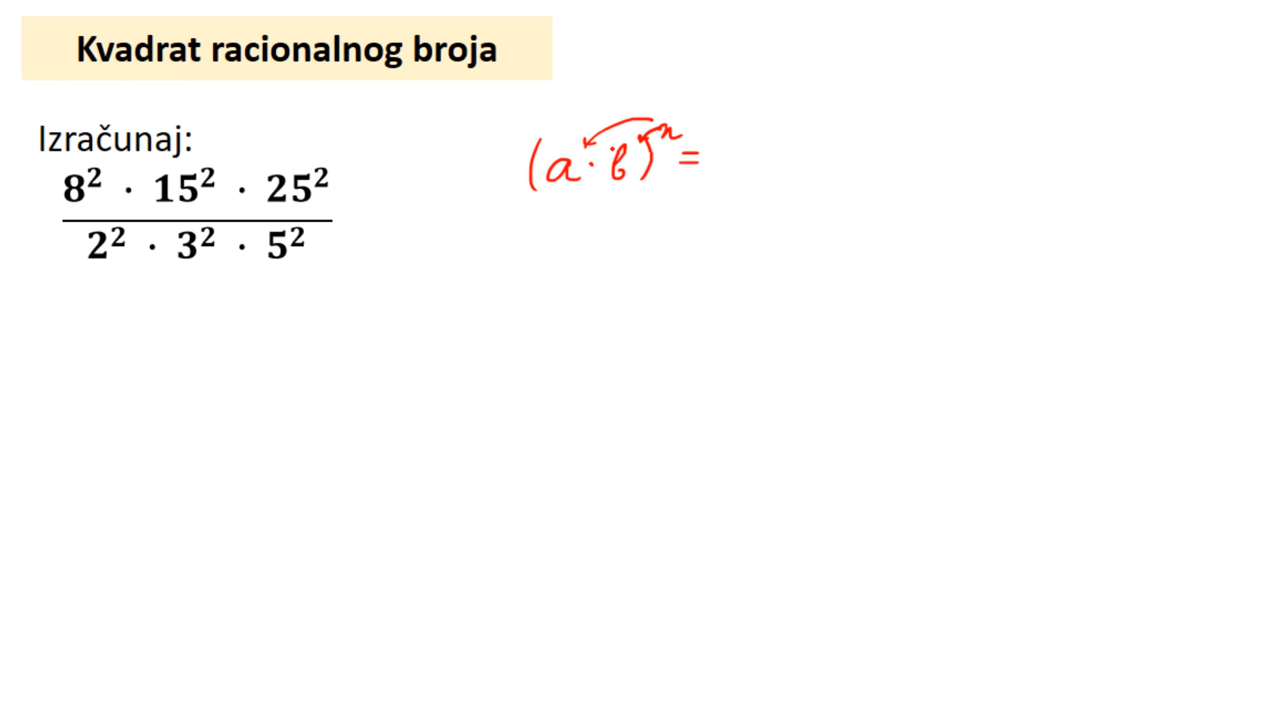 Kvadrat racionalnog broja
Izračunaj:
8² · 15² · 25²
2² · 3² · 5²
(a · b)ⁿ =